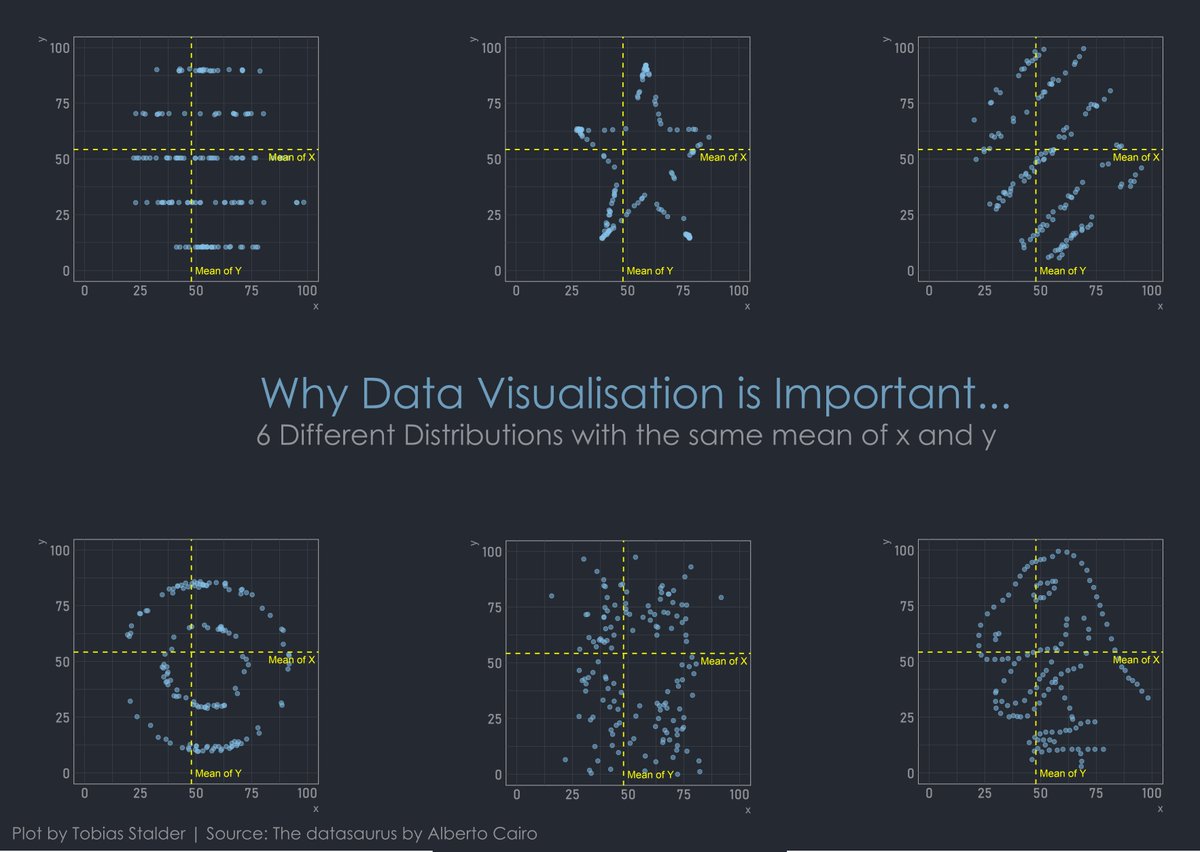 y
100
75
50
25
0
Mean of X
Mean of Y
0 25 50 75 100
x
y
100
75
50
25
0
Mean of X
Mean of Y
0 25 50 75 100
x
y
100
75
50
25
0
Mean of X
Mean of Y
0 25 50 75 100
x
Why Data Visualisation is Important...
6 Different Distributions with the same mean of x and y
y
100
75
50
25
0
Mean of X
Mean of Y
0 25 50 75 100
x
y
100
75
50
25
0
Mean of X
Mean of Y
0 25 50 75 100
x
y
100
75
50
25
0
Mean of X
Mean of Y
0 25 50 75 100
x
Plot by Tobias Stalder | Source: The datasaurus by Alberto Cairo